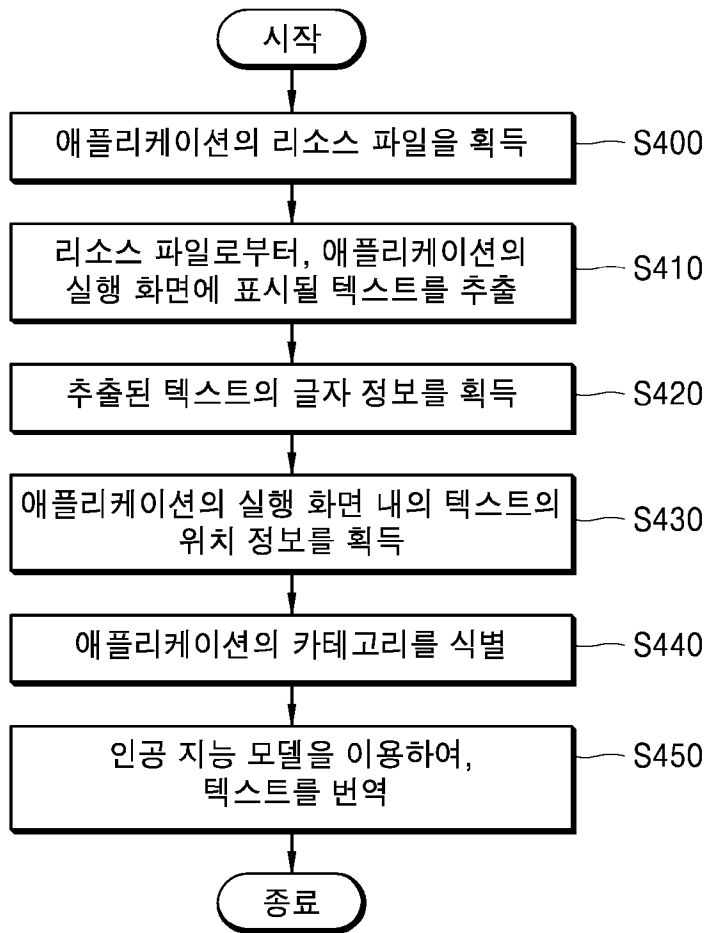 시작
애플리케이션의 리소스 파일을 획득
S400
리소스 파일로부터, 애플리케이션의
실행 화면에 표시될 텍스트를 추출
S410
추출된 텍스트의 글자 정보를 획득
S420
애플리케이션의 실행 화면 내의 텍스트의
위치 정보를 획득
S430
애플리케이션의 카테고리를 식별
S440
인공 지능 모델을 이용하여,
텍스트를 번역
S450
종료